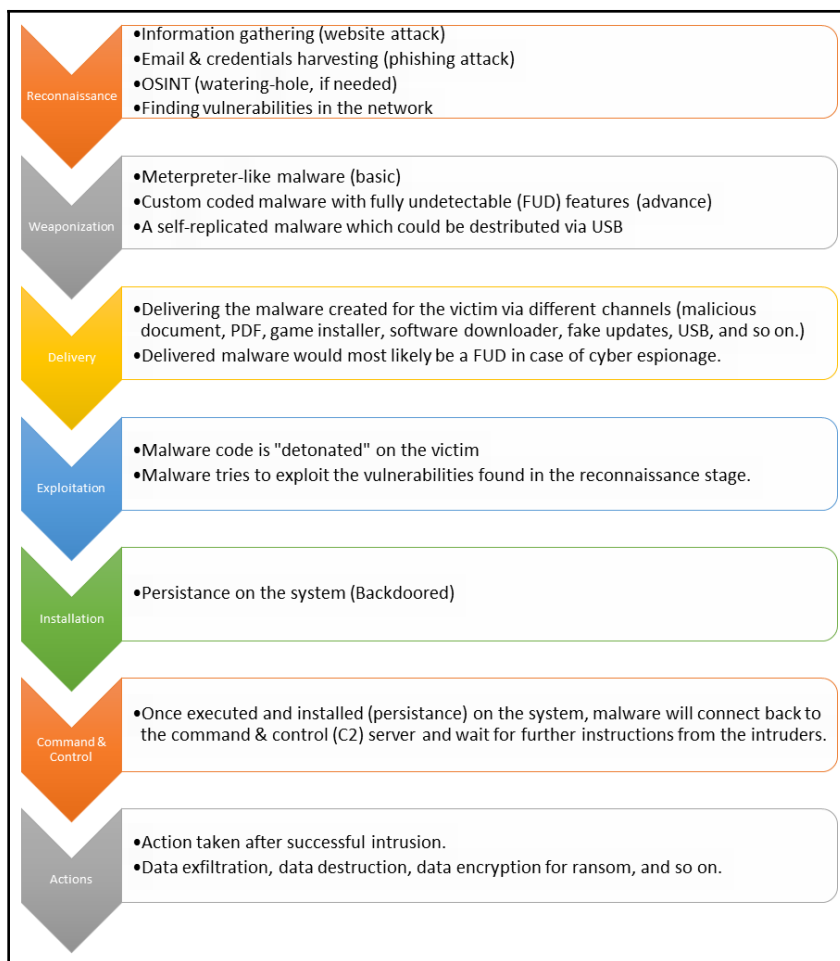 Reconnaissance
•Information gathering (website attack)
•Email & credentials harvesting (phishing attack)
•OSINT (watering-hole, if needed)
•Finding vulnerabilities in the network
Weaponization
•Meterpreter-like malware (basic)
•Custom coded malware with fully undetectable (FUD) features (advance)
•A self-replicated malware which could be destributed via USB
Delivery
•Delivering the malware created for the victim via different channels (malicious
document, PDF, game installer, software downloader, fake updates, USB, and so on.)
•Delivered malware would most likely be a FUD in case of cyber espionage.
Exploitation
•Malware code is "detonated" on the victim
•Malware tries to exploit the vulnerabilities found in the reconnaissance stage.
Installation
•Persistance on the system (Backdoored)
Command &
Control
•Once executed and installed (persistance) on the system, malware will connect back to
the command & control (C2) server and wait for further instructions from the intruders.
Actions
•Action taken after successful intrusion.
•Data exfiltration, data destruction, data encryption for ransom, and so on.